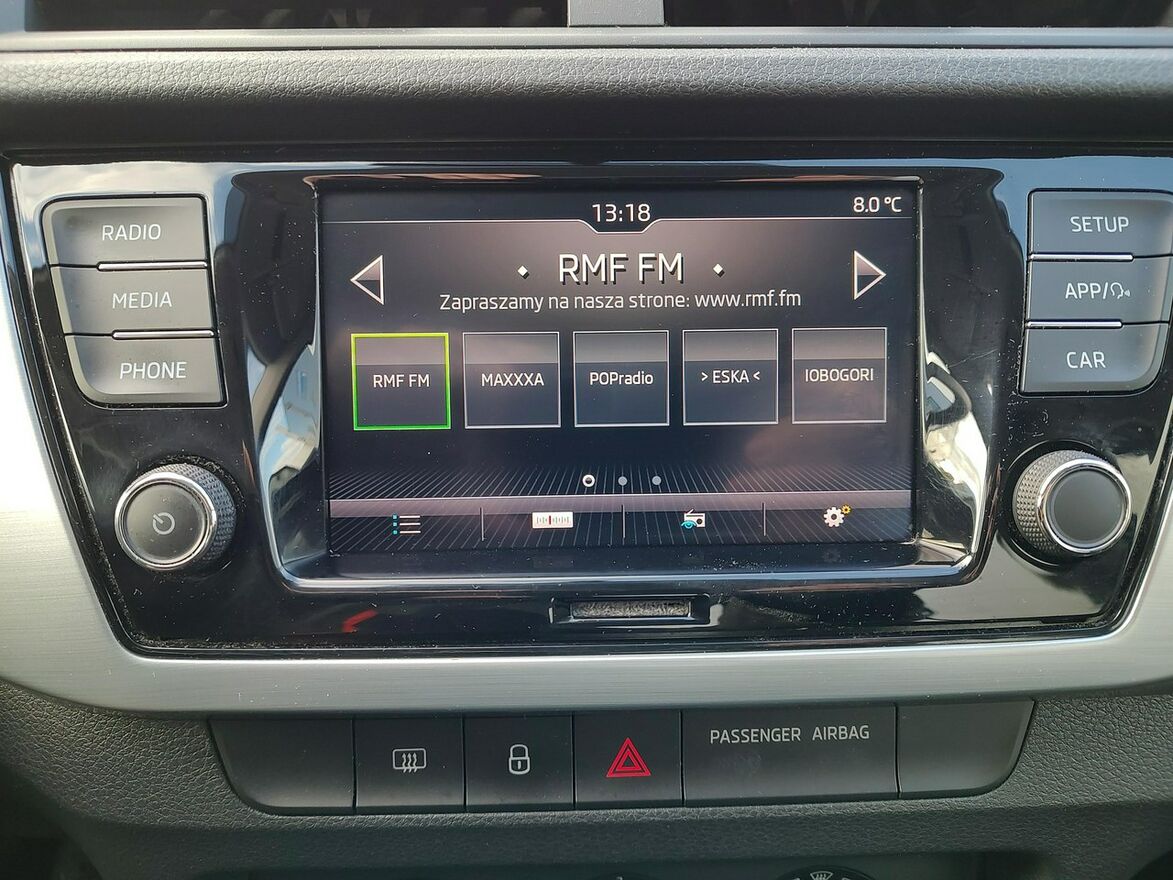 13:18
8.0 °C
RADIO
MEDIA
PHONE
RMF FM
Zapraszamy na nasza strone: www.rmf.fm
RMF FM
MAXXXA
POPradio
> ESKA <
IOBOGORI
SETUP
APP/
CAR
PASSENGER AIRBAG